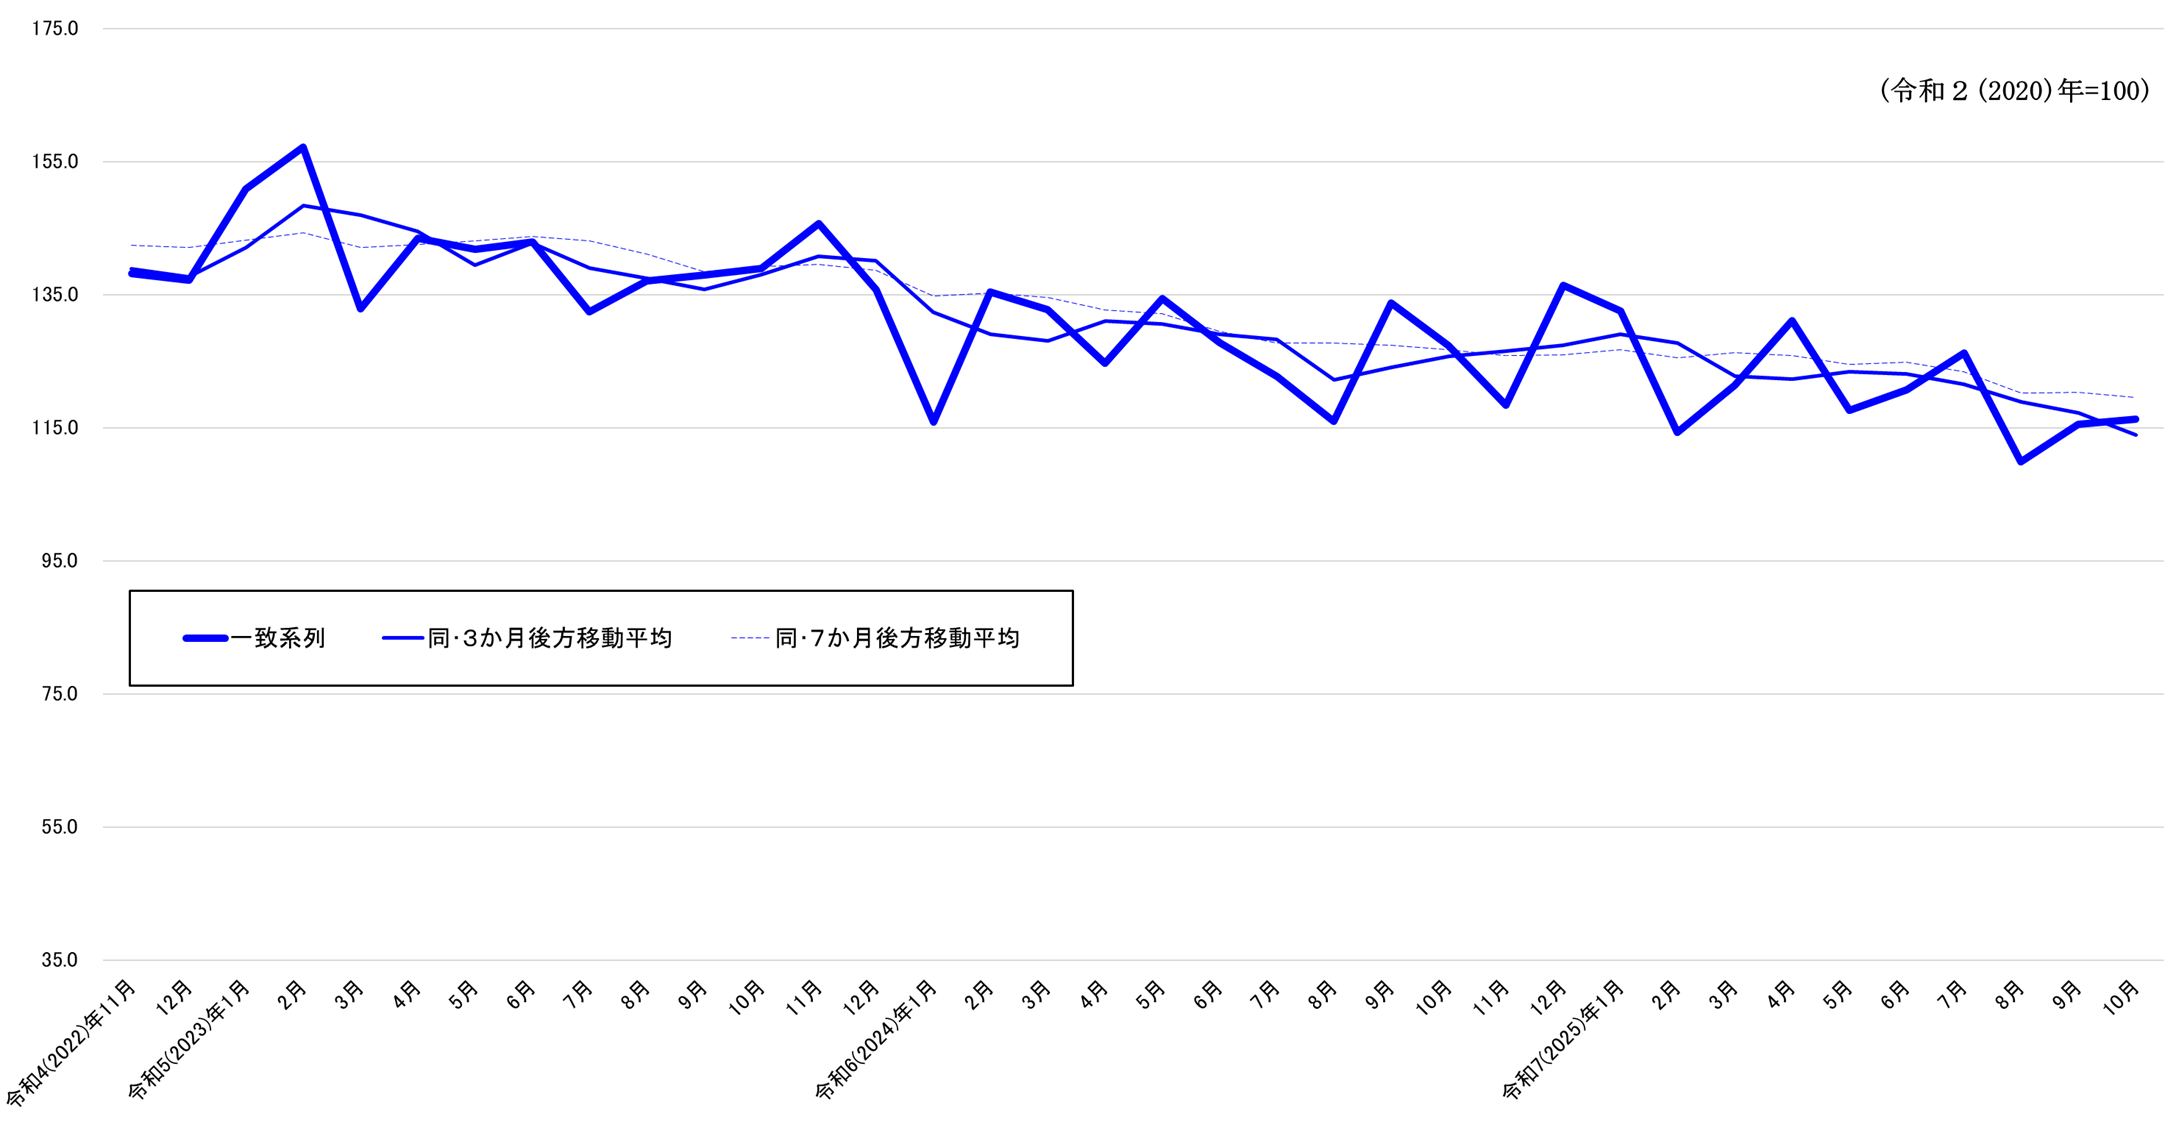 175.0
(令和２(2020)年=100)
155.0
135.0
115.0
95.0
一致系列 同・３か月後方移動平均 同・７か月後方移動平均
75.0
55.0
35.0
令和4(2022)年11月
12月
令和5(2023)年1月
2月
3月
4月
5月
6月
7月
8月
9月
10月
11月
12月
令和6(2024)年1月
2月
3月
4月
5月
6月
7月
8月
9月
10月
11月
12月
令和7(2025)年1月
2月
3月
4月
5月
6月
7月
8月
9月
10月